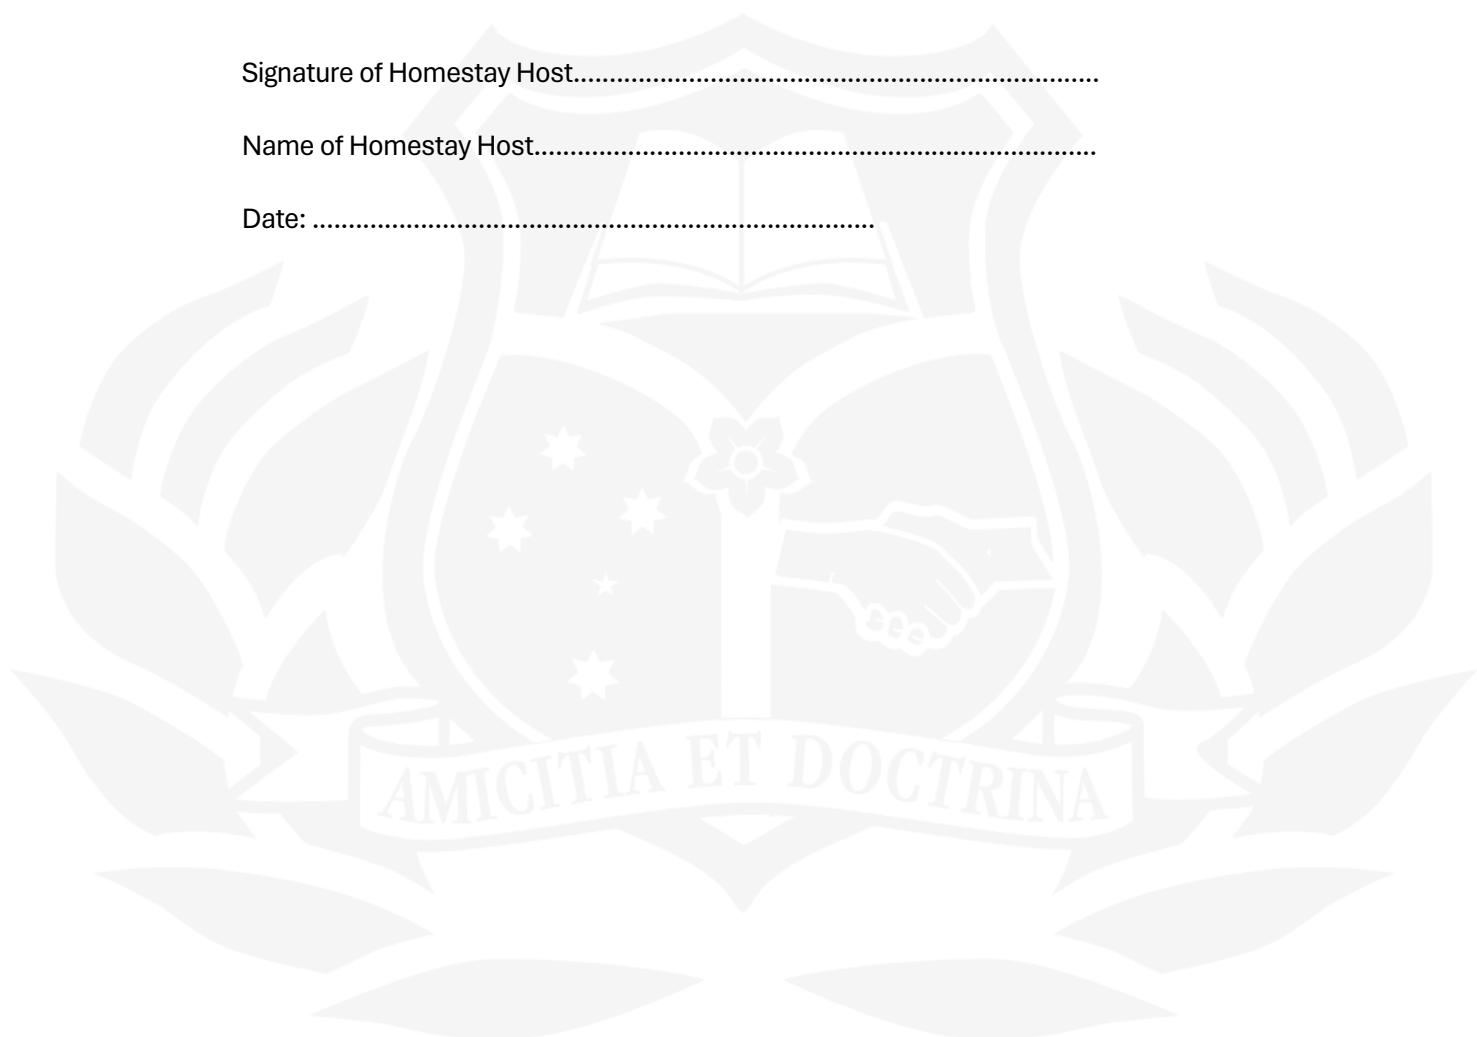 Signature of Homestay Host.........................................................................
Name of Homestay Host..............................................................................
Date: ..............................................................................
AMICITIA ET DOCTRINA